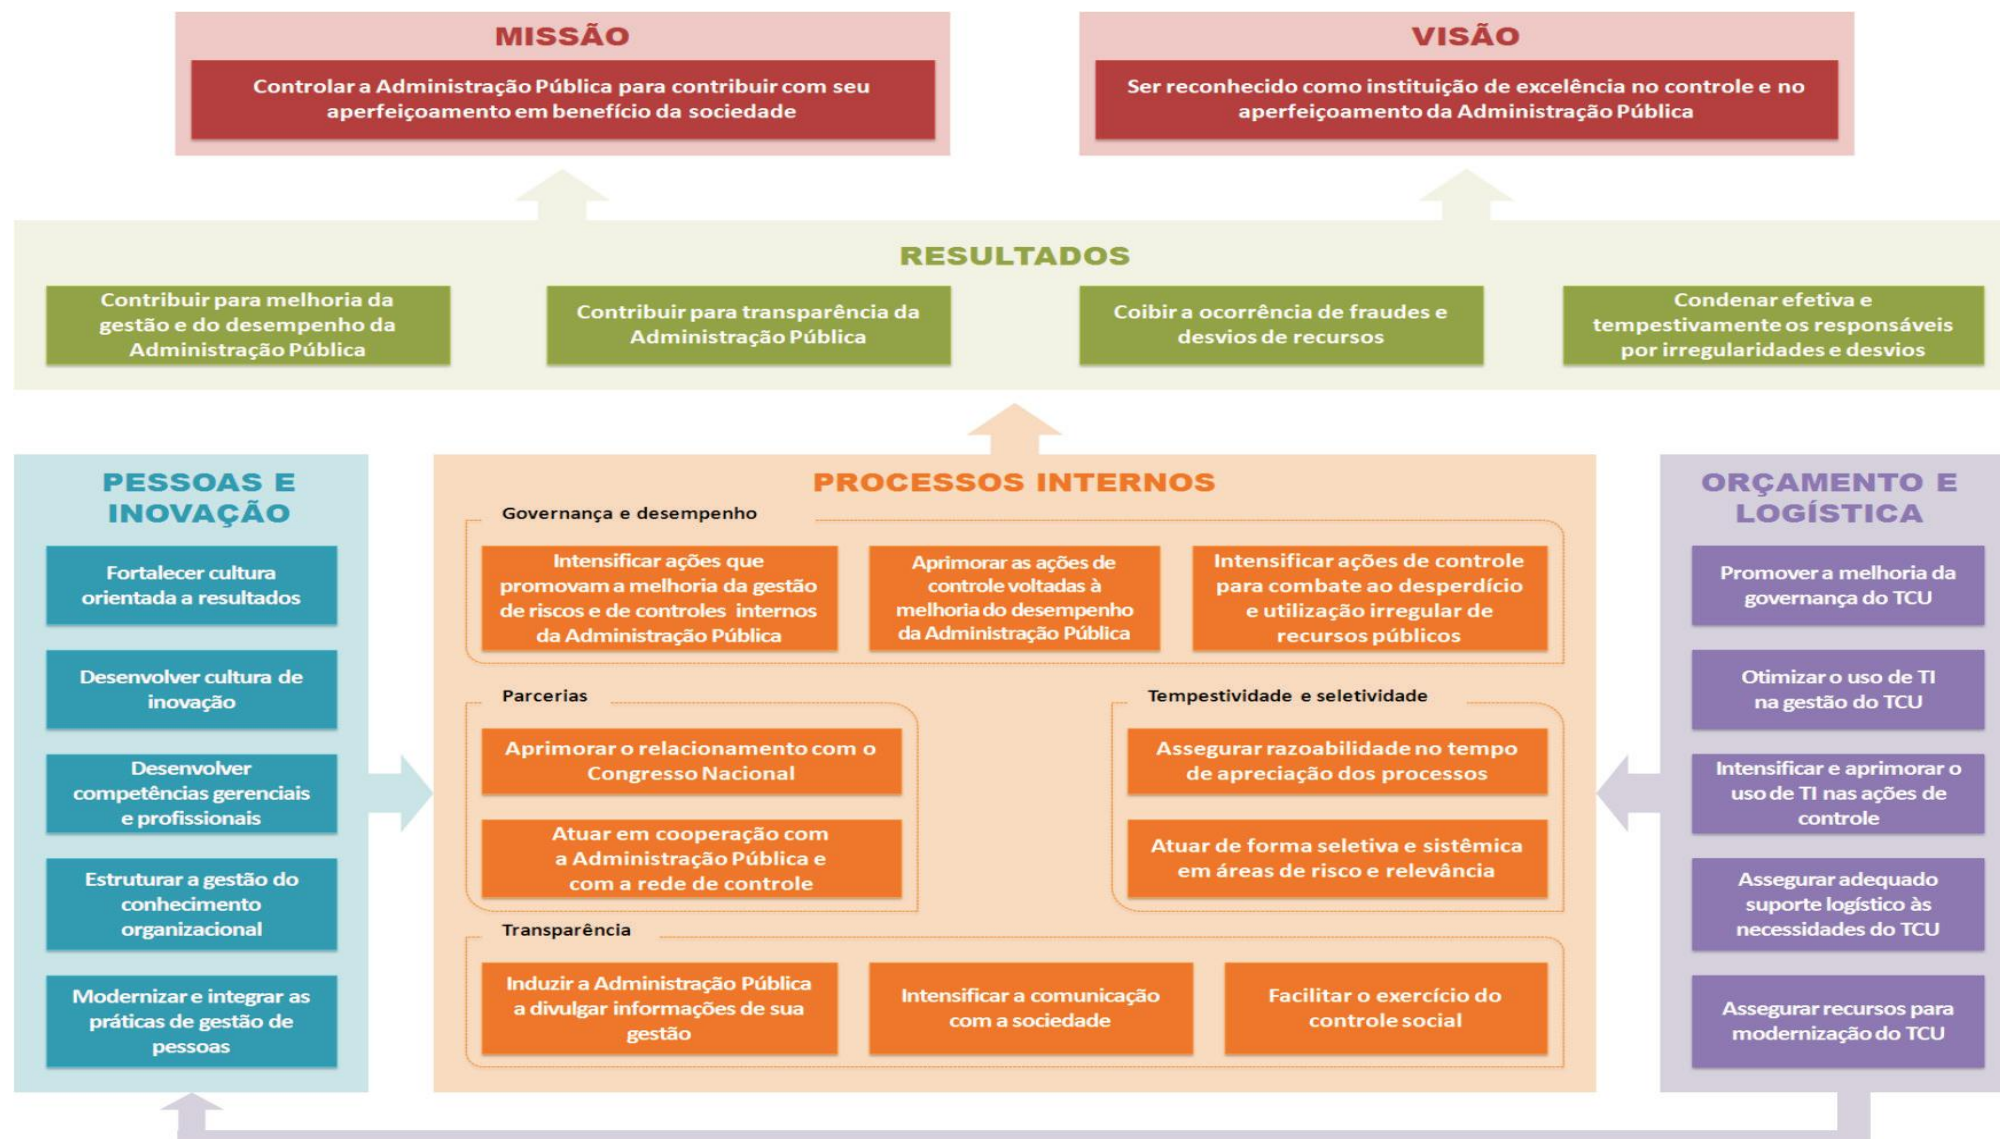 MISSÃO
Controlar a Administração Pública para contribuir com seu
aperfeiçoamento em benefício da sociedade
VISÃO
Ser reconhecido como instituição de excelência no controle e no
aperfeiçoamento da Administração Pública
RESULTADOS
Contribuir para melhoria da
gestão e do desempenho da
Administração Pública
Contribuir para transparência da
Administração Pública
Coibir a ocorrência de fraudes e
desvios de recursos
Condenar efetiva e
tempestivamente os responsáveis
por irregularidades e desvios
PESSOAS E
INOVAÇÃO
Fortalecer cultura
orientada a resultados
Desenvolver cultura de
inovação
Desenvolver
competências gerenciais
e profissionais
Estruturar a gestão do
conhecimento
organizacional
Modernizar e integrar as
práticas de gestão de
pessoas
PROCESSOS INTERNOS
Governança e desempenho
Intensificar ações que
promovam a melhoria da gestão
de riscos e de controles internos
da Administração Pública
Aprimorar as ações de
controle voltadas à
melhoria do desempenho
da Administração Pública
Intensificar ações de controle
para combate ao desperdício
e utilização irregular de
recursos públicos
Parcerias
Aprimorar o relacionamento com o
Congresso Nacional
Atuar em cooperação com
a Administração Pública e
com a rede de controle
Tempestividade e seletividade
Assegurar razoabilidade no tempo
de apreciação dos processos
Atuar de forma seletiva e sistêmica
em áreas de risco e relevância
Transparência
Induzir a Administração Pública
a divulgar informações de sua
gestão
Intensificar a comunicação
com a sociedade
Facilitar o exercício do
controle social
ORÇAMENTO E
LOGÍSTICA
Promover a melhoria da
governança do TCU
Otimizar o uso de TI
na gestão do TCU
Intensificar e aprimorar o
uso de TI nas ações de
controle
Assegurar adequado
suporte logístico às
necessidades do TCU
Assegurar recursos para
modernização do TCU